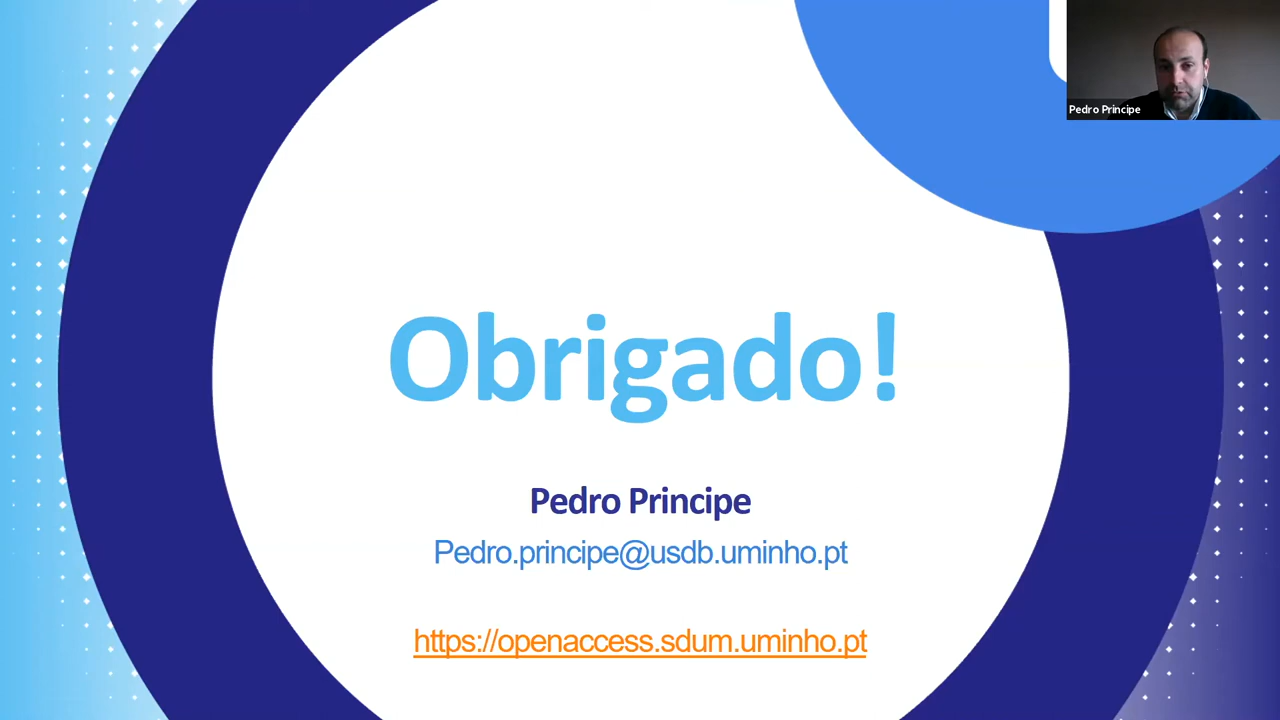 Pedro Principe
Obrigado!
Pedro Principe
Pedro.principe@usdb.uminho.pt
https://openaccess.sdum.uminho.pt